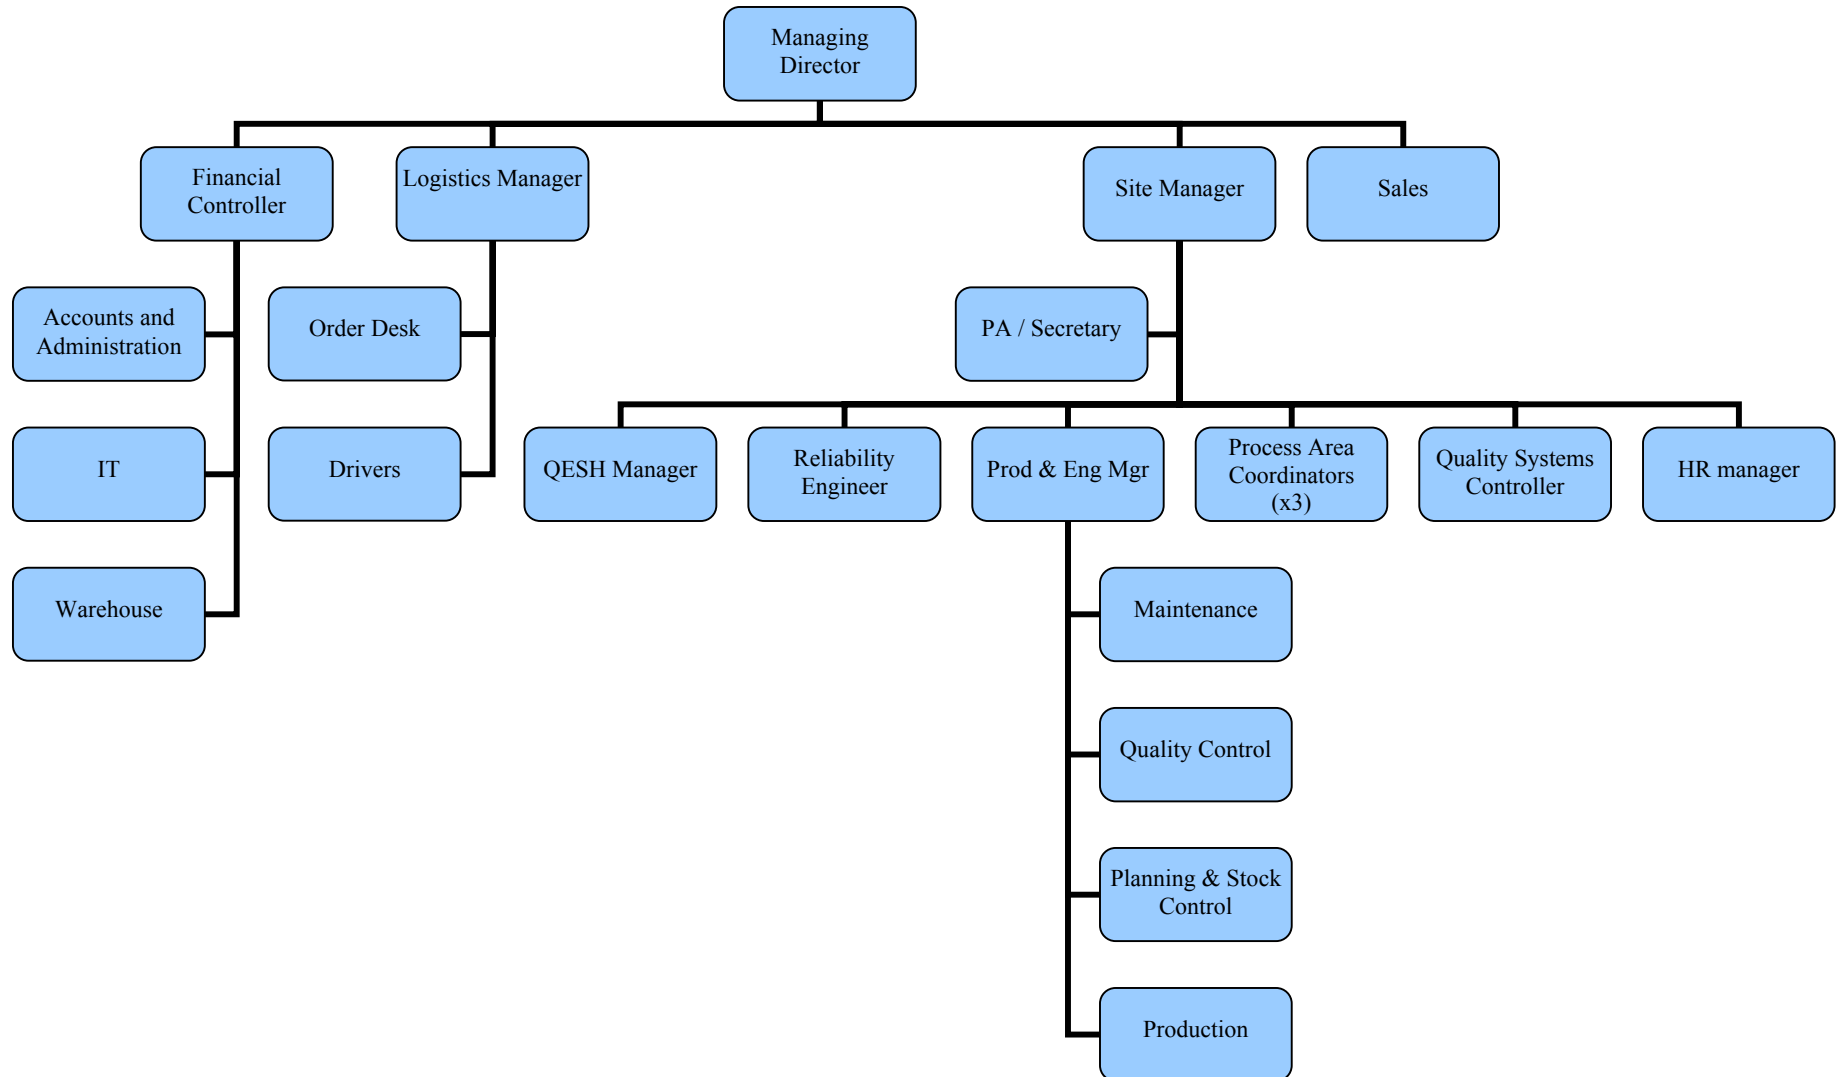 Managing
Director
Financial
Controller
Logistics Manager
Site Manager
Sales
Accounts and
Administration
Order Desk
PA / Secretary
IT
Drivers
QESH Manager
Reliability
Engineer
Prod & Eng Mgr
Process Area
Coordinators
(x3)
Quality Systems
Controller
HR manager
Warehouse
Maintenance
Quality Control
Planning & Stock
Control
Production